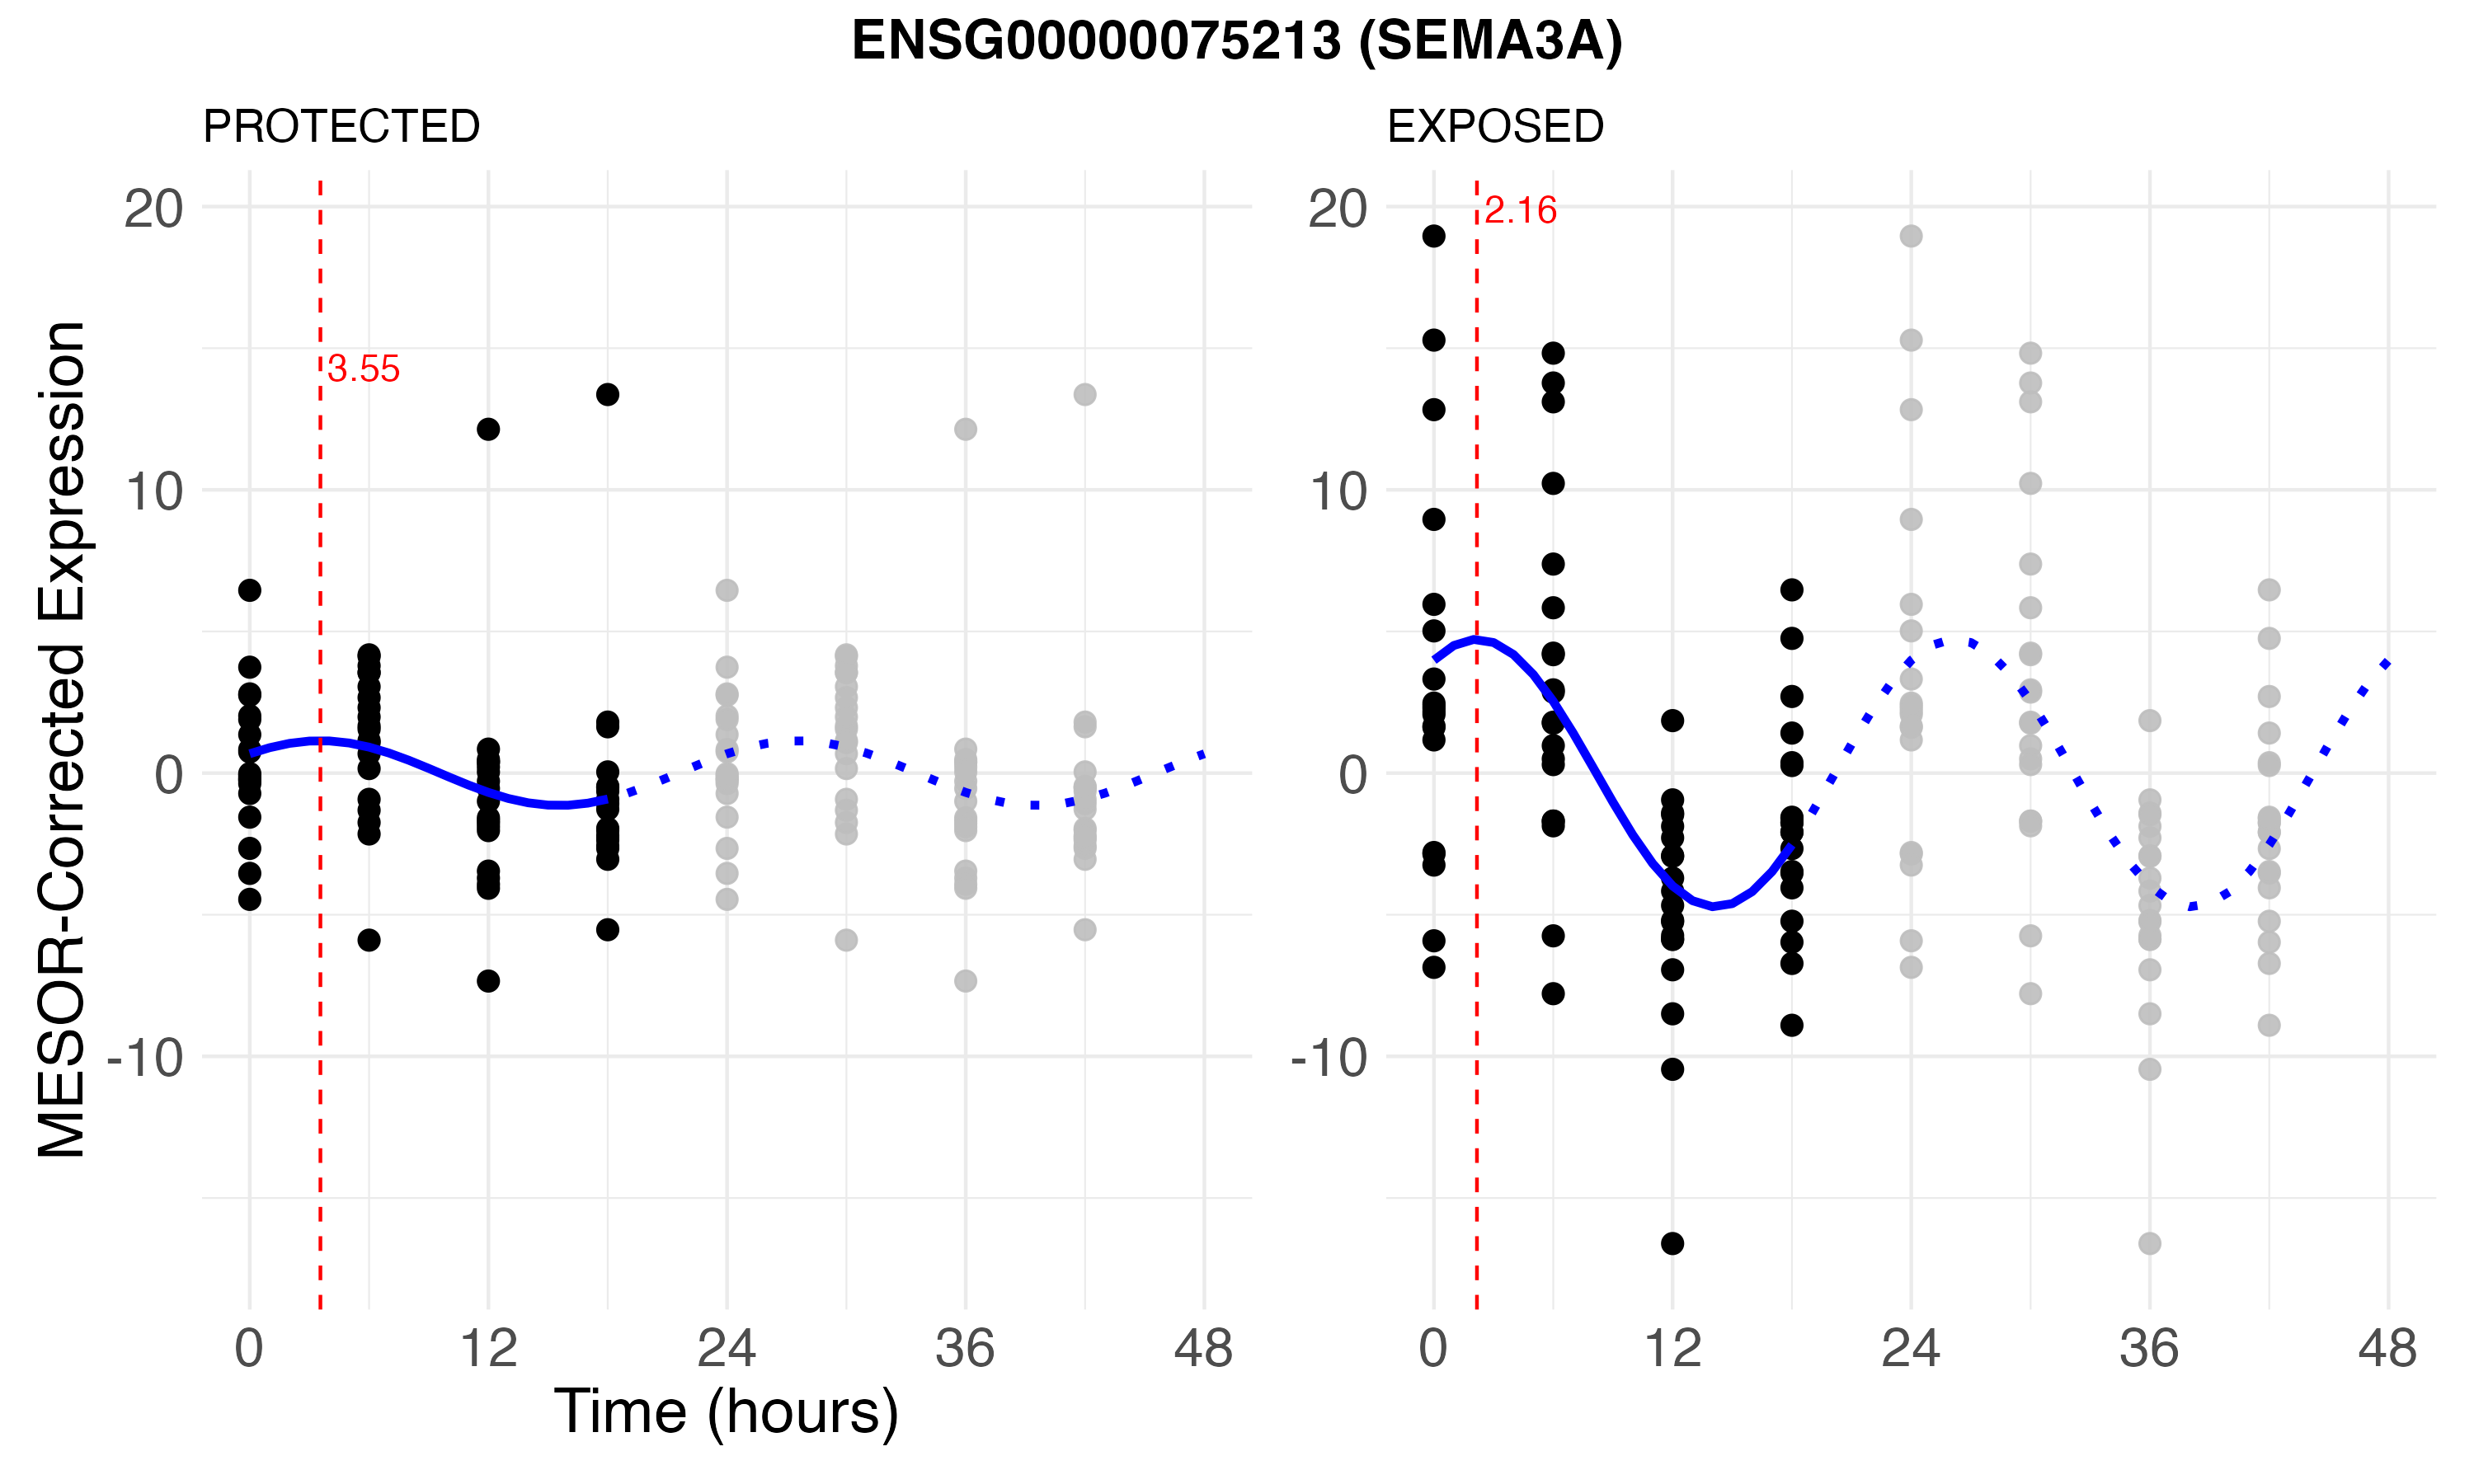 ENSG00000075213 (SEMA3A)
PROTECTED
EXPOSED
MESOR-Corrected Expression
20
10
0
-10
3.55
0 12 24 36 48
Time (hours)
20
10
0
-10
2.16
0 12 24 36 48